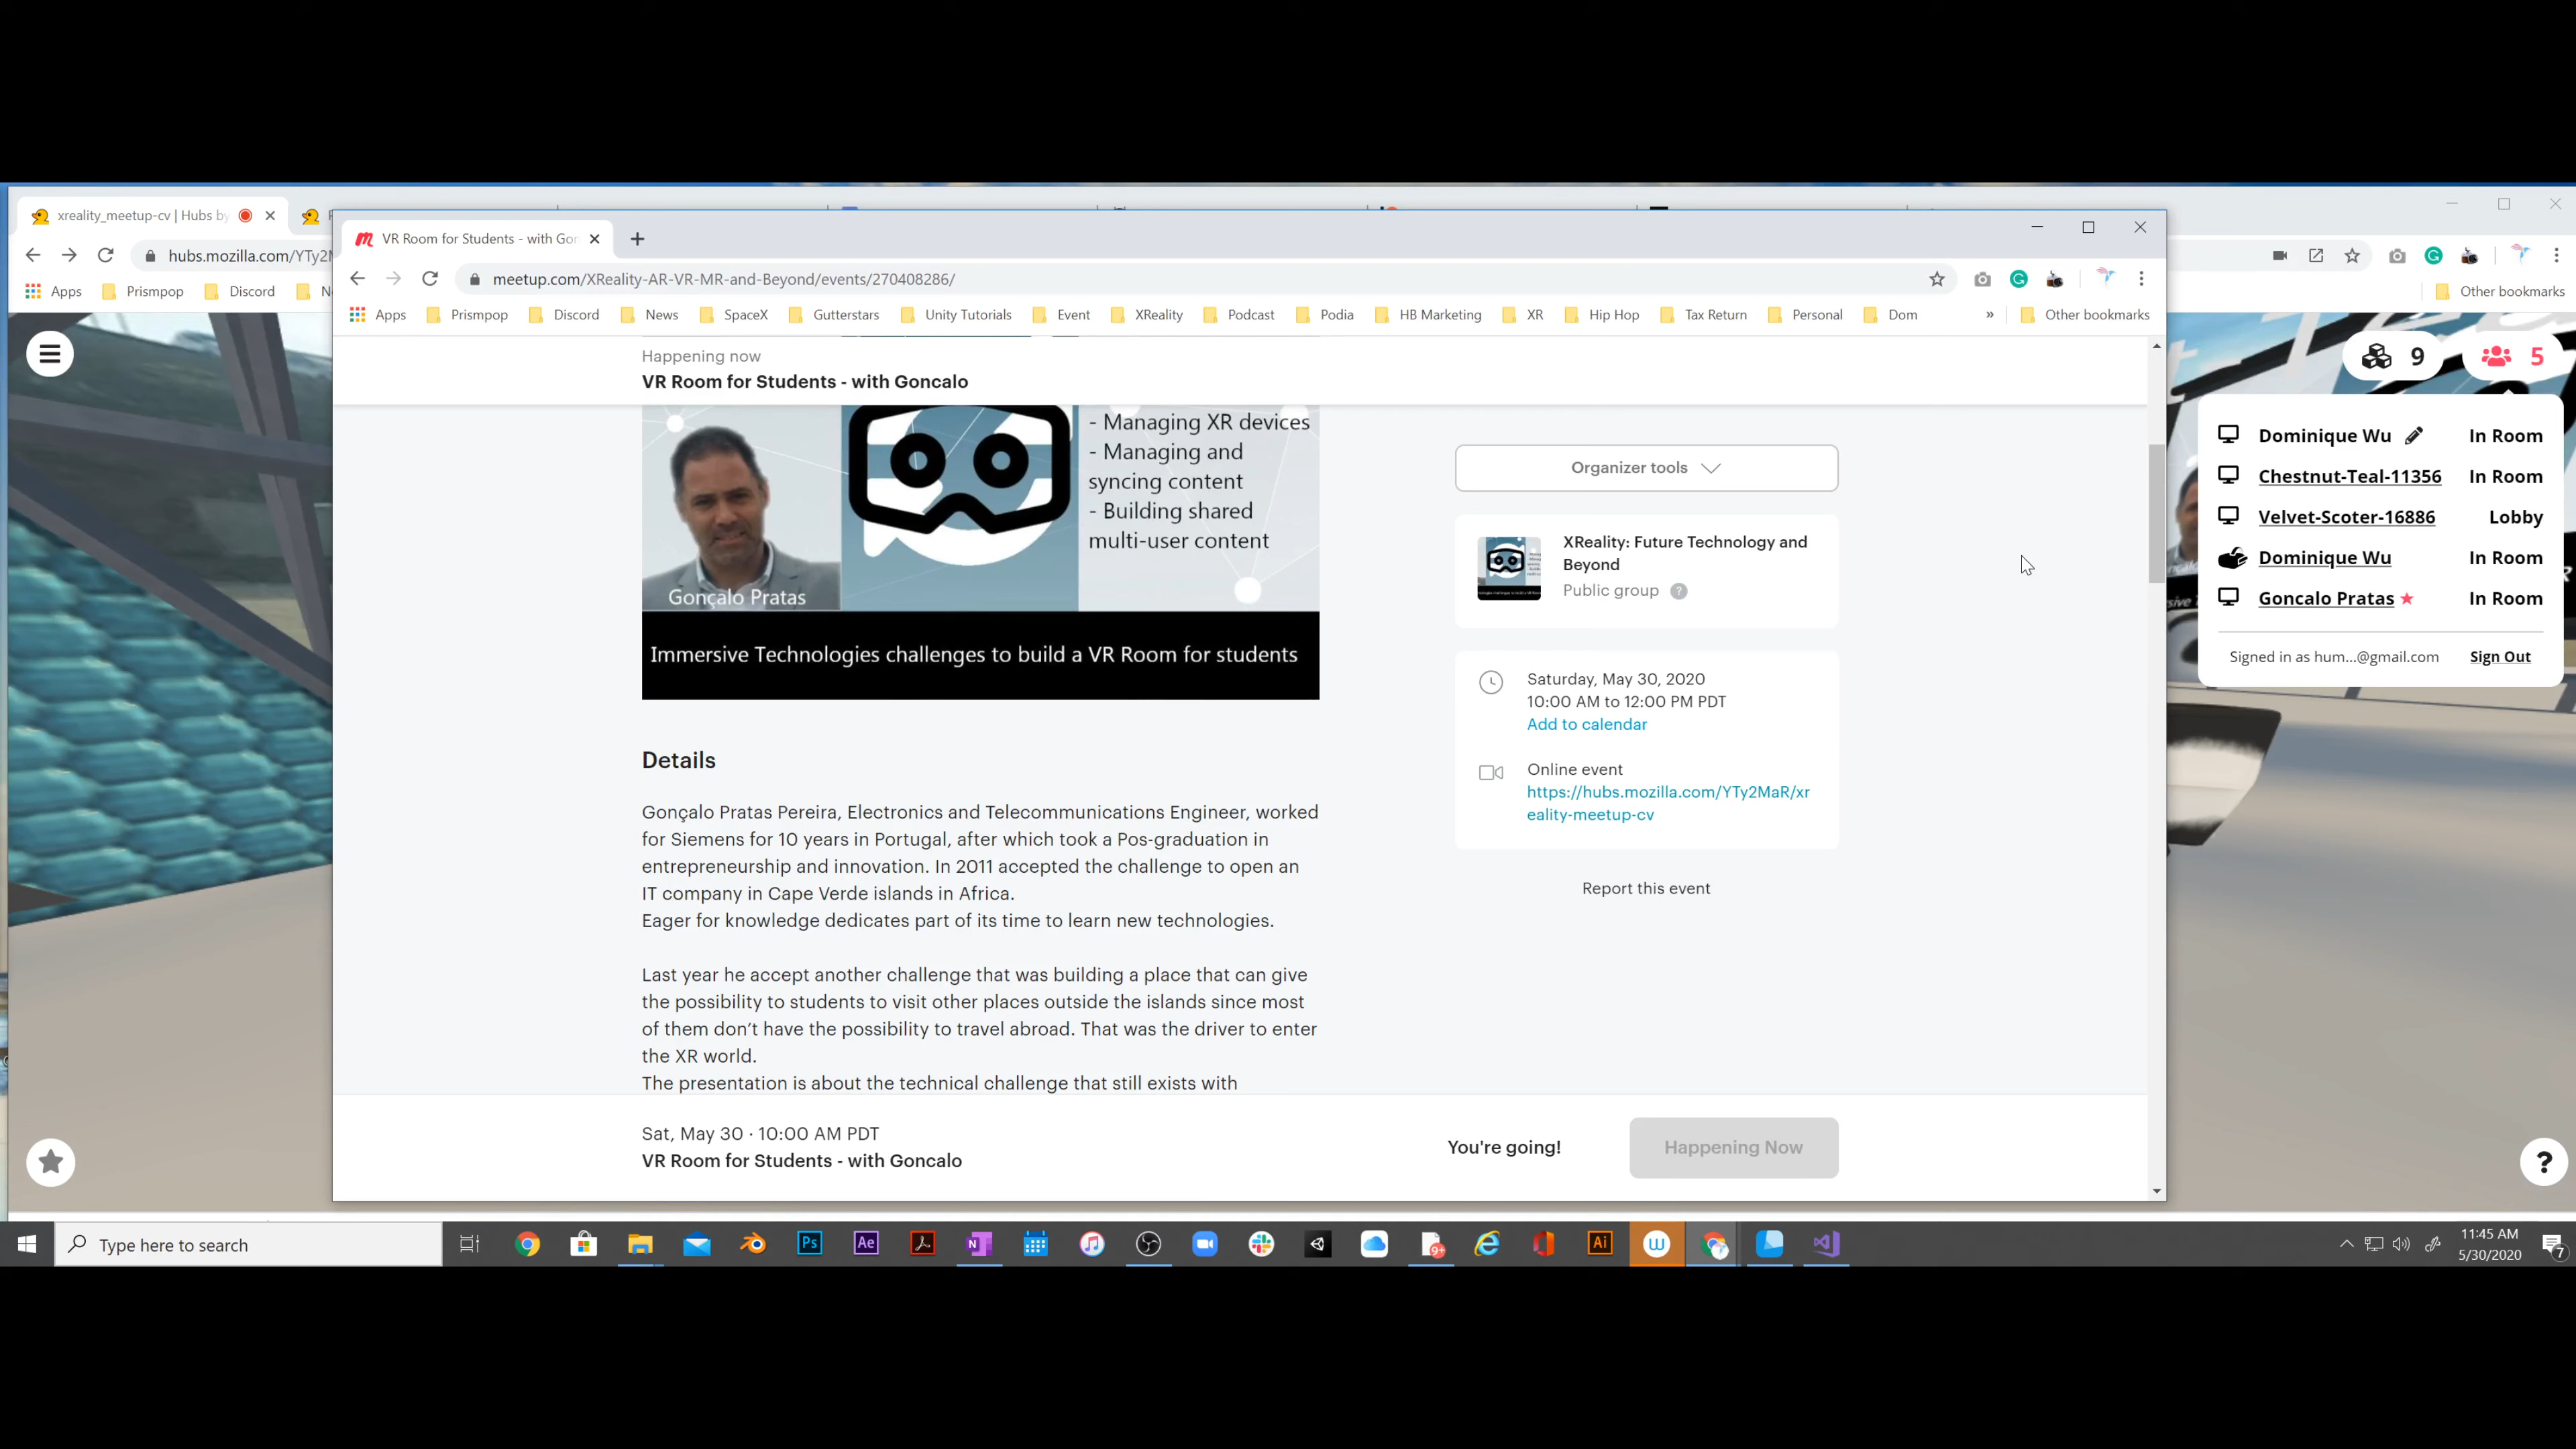 xreality_meetup-cv | Hubs by
hubs.mozilla.com/YTy2M
Apps Prismpop Discord
Other bookmarks
VR Room for Students - with Gon
meetup.com/XReality-AR-VR-MR-and-Beyond/events/270408286/
Apps Prismpop Discord News SpaceX Gutterstars Unity Tutorials Event XReality Podcast Podia HB Marketing XR Hip Hop Tax Return Personal Dom » Other bookmarks
Happening now
VR Room for Students - with Goncalo
- Managing XR devices
- Managing and
syncing content
- Building shared
multi-user content
Gonçalo Pratas
Immersive Technologies challenges to build a VR Room for students
Details
Gonçalo Pratas Pereira, Electronics and Telecommunications Engineer, worked
for Siemens for 10 years in Portugal, after which took a Pos-graduation in
entrepreneurship and innovation. In 2011 accepted the challenge to open an
IT company in Cape Verde islands in Africa.
Eager for knowledge dedicates part of its time to learn new technologies.
Last year he accept another challenge that was building a place that can give
the possibility to students to visit other places outside the islands since most
of them don't have the possibility to travel abroad. That was the driver to enter
the XR world.
The presentation is about the technical challenge that still exists with
Organizer tools
XReality: Future Technology and
Beyond
Public group ?
Saturday, May 30, 2020
10:00 AM to 12:00 PM PDT
Add to calendar
Online event
https://hubs.mozilla.com/YTy2MaR/xr
eality-meetup-cv
Report this event
Sat, May 30 · 10:00 AM PDT
VR Room for Students - with Goncalo
You're going!
Happening Now
9
5
Dominique Wu In Room
Chestnut-Teal-11356 In Room
Velvet-Scoter-16886 Lobby
Dominique Wu In Room
Goncalo Pratas In Room
Signed in as hum...@gmail.com Sign Out
?
Type here to search
Ps
Ae
N
9+
Ai
11:45 AM
5/30/2020
7